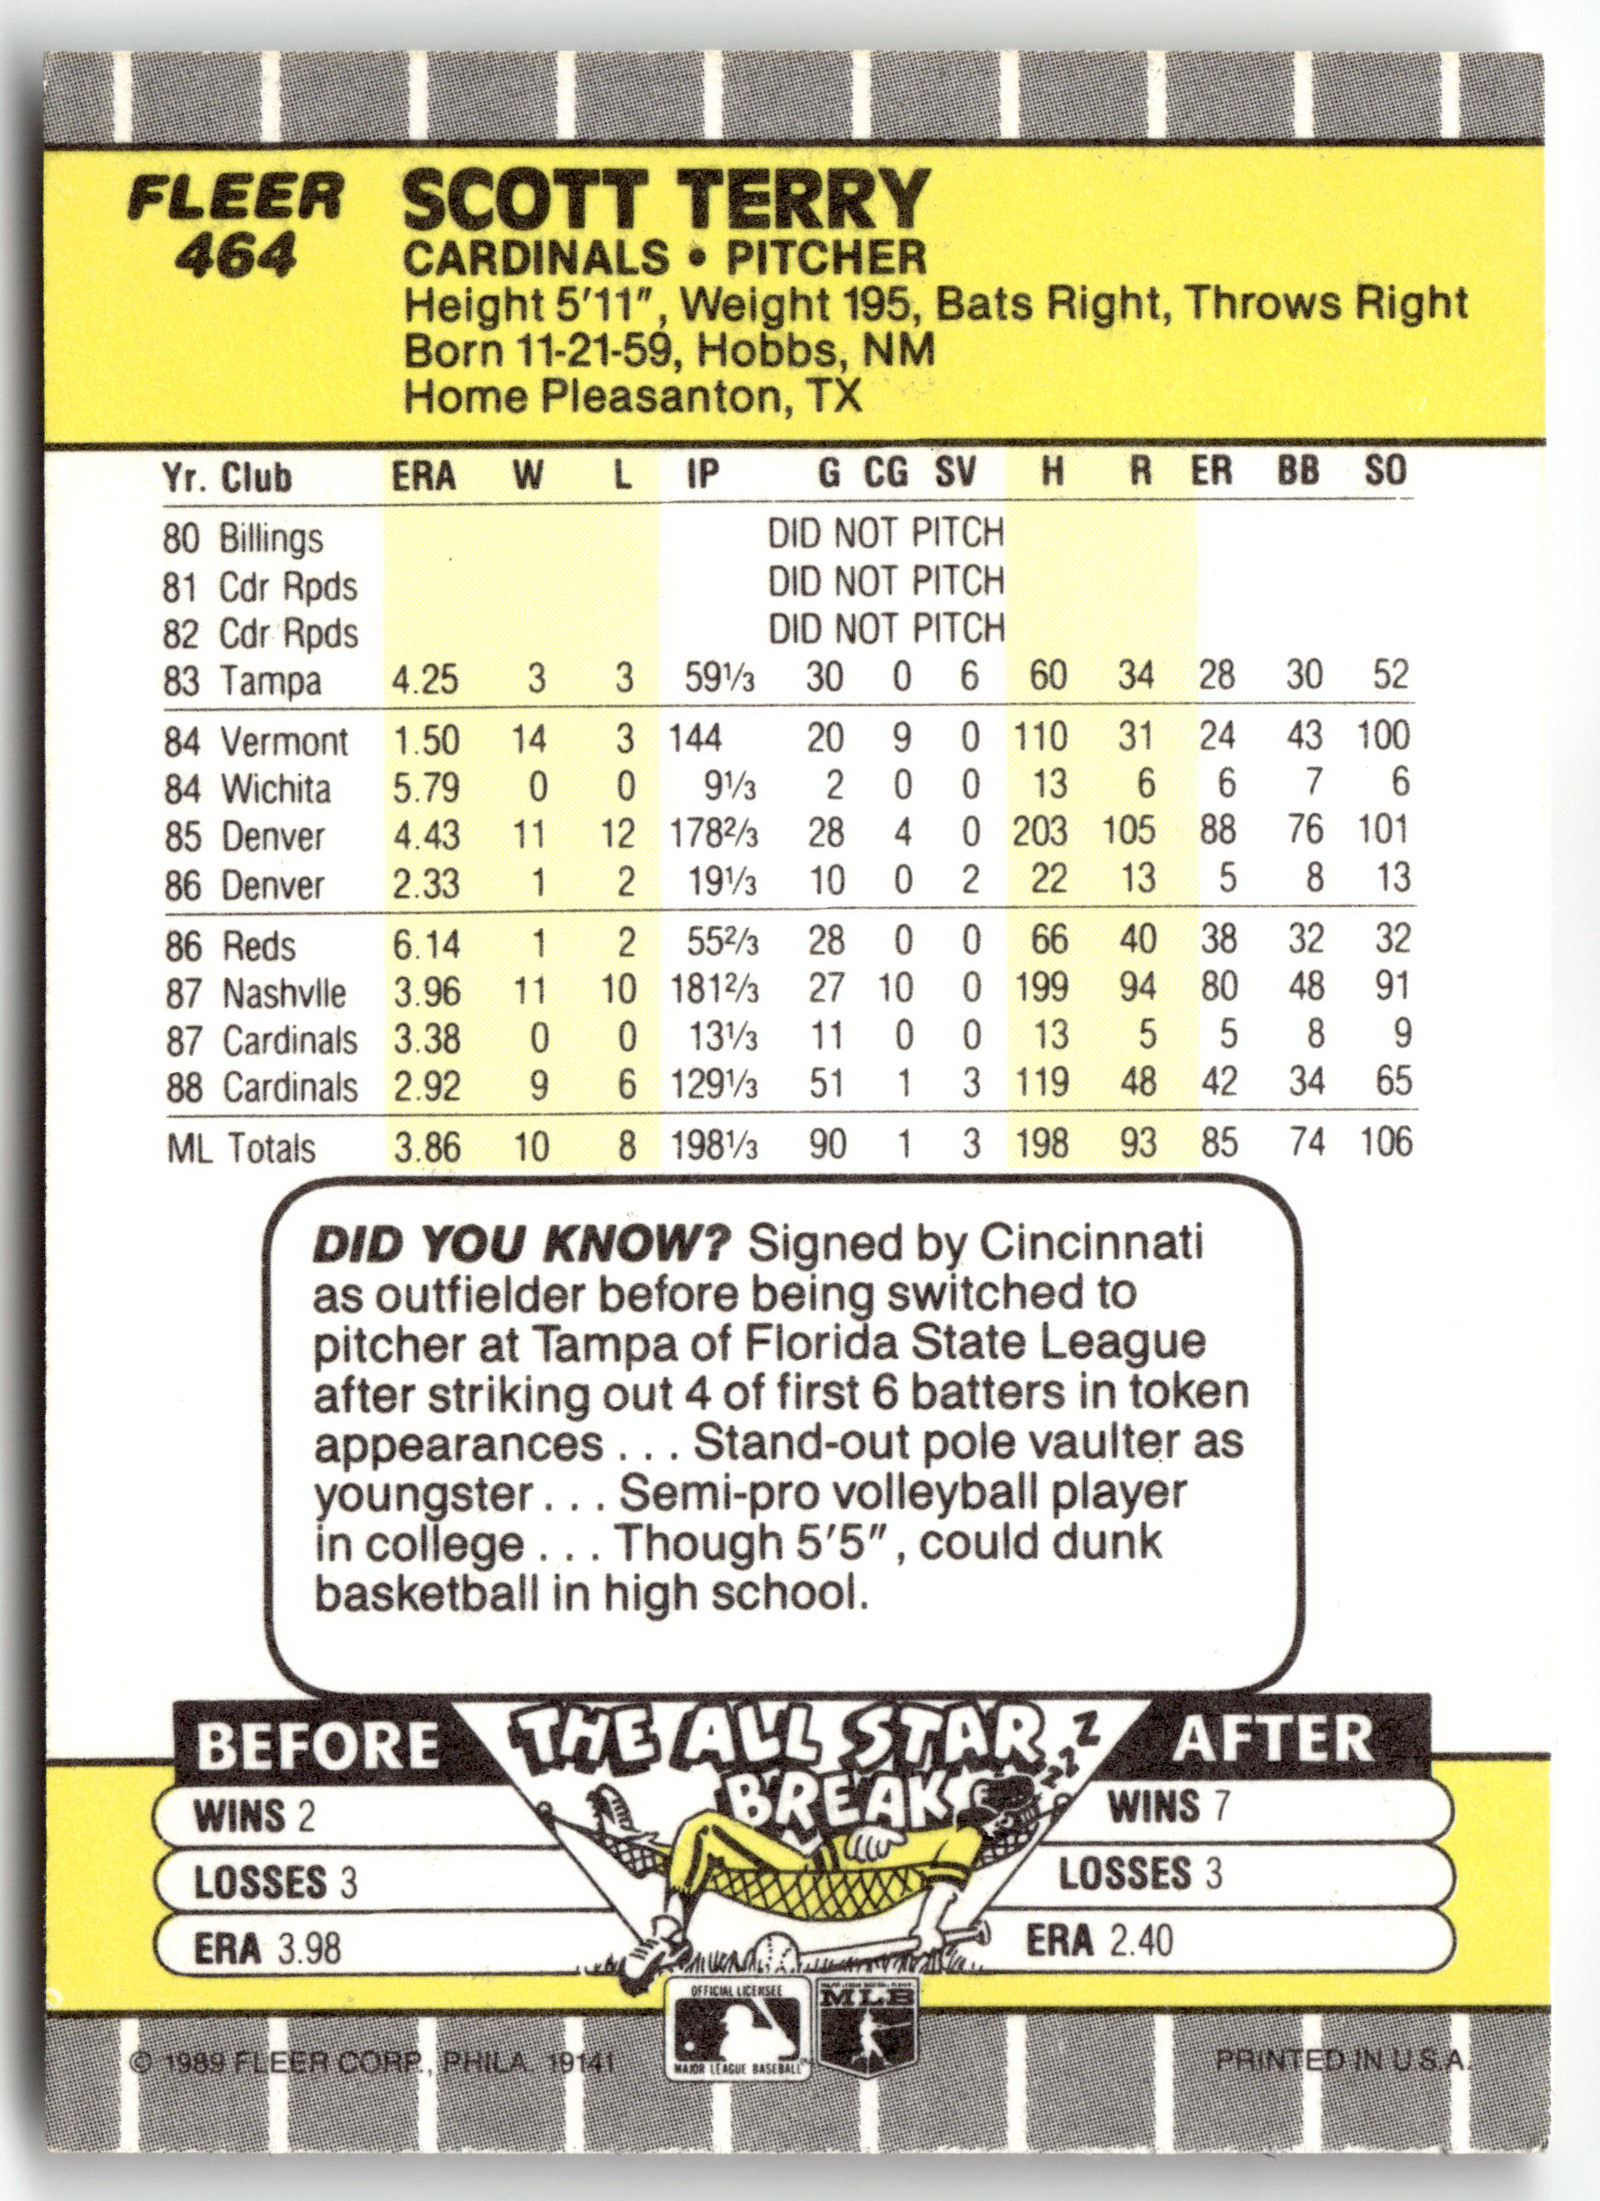 FLEER
464
SCOTT TERRY
CARDINALS • PITCHER
Height 5'11", Weight 195, Bats Right, Throws Right
Born 11-21-59, Hobbs, NM
Home Pleasanton, TX
Yr. Club ERA W L IP G CG SV H R ER BB SO
80 Billings DID NOT PITCH
81 Cdr Rpds DID NOT PITCH
82 Cdr Rpds DID NOT PITCH
83 Tampa 4.25 3 3 59⅓ 30 0 6 60 34 28 30 52
84 Vermont 1.50 14 3 144 20 9 0 110 31 24 43 100
84 Wichita 5.79 0 0 9⅓ 2 0 0 13 6 6 7 6
85 Denver 4.43 11 12 178⅔ 28 4 0 203 105 88 76 101
86 Denver 2.33 1 2 19⅓ 10 0 2 22 13 5 8 13
86 Reds 6.14 1 2 55⅔ 28 0 0 66 40 38 32 32
87 Nashvlle 3.96 11 10 181⅔ 27 10 0 199 94 80 48 91
87 Cardinals 3.38 0 0 13⅓ 11 0 0 13 5 5 8 9
88 Cardinals 2.92 9 6 129⅓ 51 1 3 119 48 42 34 65
ML Totals 3.86 10 8 198⅓ 90 1 3 198 93 85 74 106
DID YOU KNOW? Signed by Cincinnati
as outfielder before being switched to
pitcher at Tampa of Florida State League
after striking out 4 of first 6 batters in token
appearances . . . Stand-out pole vaulter as
youngster . . . Semi-pro volleyball player
in college . . . Though 5'5", could dunk
basketball in high school.
THE ALL STAR
BREAK
ZZZZ
BEFORE
WINS 2
LOSSES 3
ERA 3.98
AFTER
WINS 7
LOSSES 3
ERA 2.40
OFFICIAL LICENSEE
MAJOR LEAGUE BASEBALL
MLB
© 1989 FLEER CORP., PHILA. 19141
PRINTED IN U.S.A.